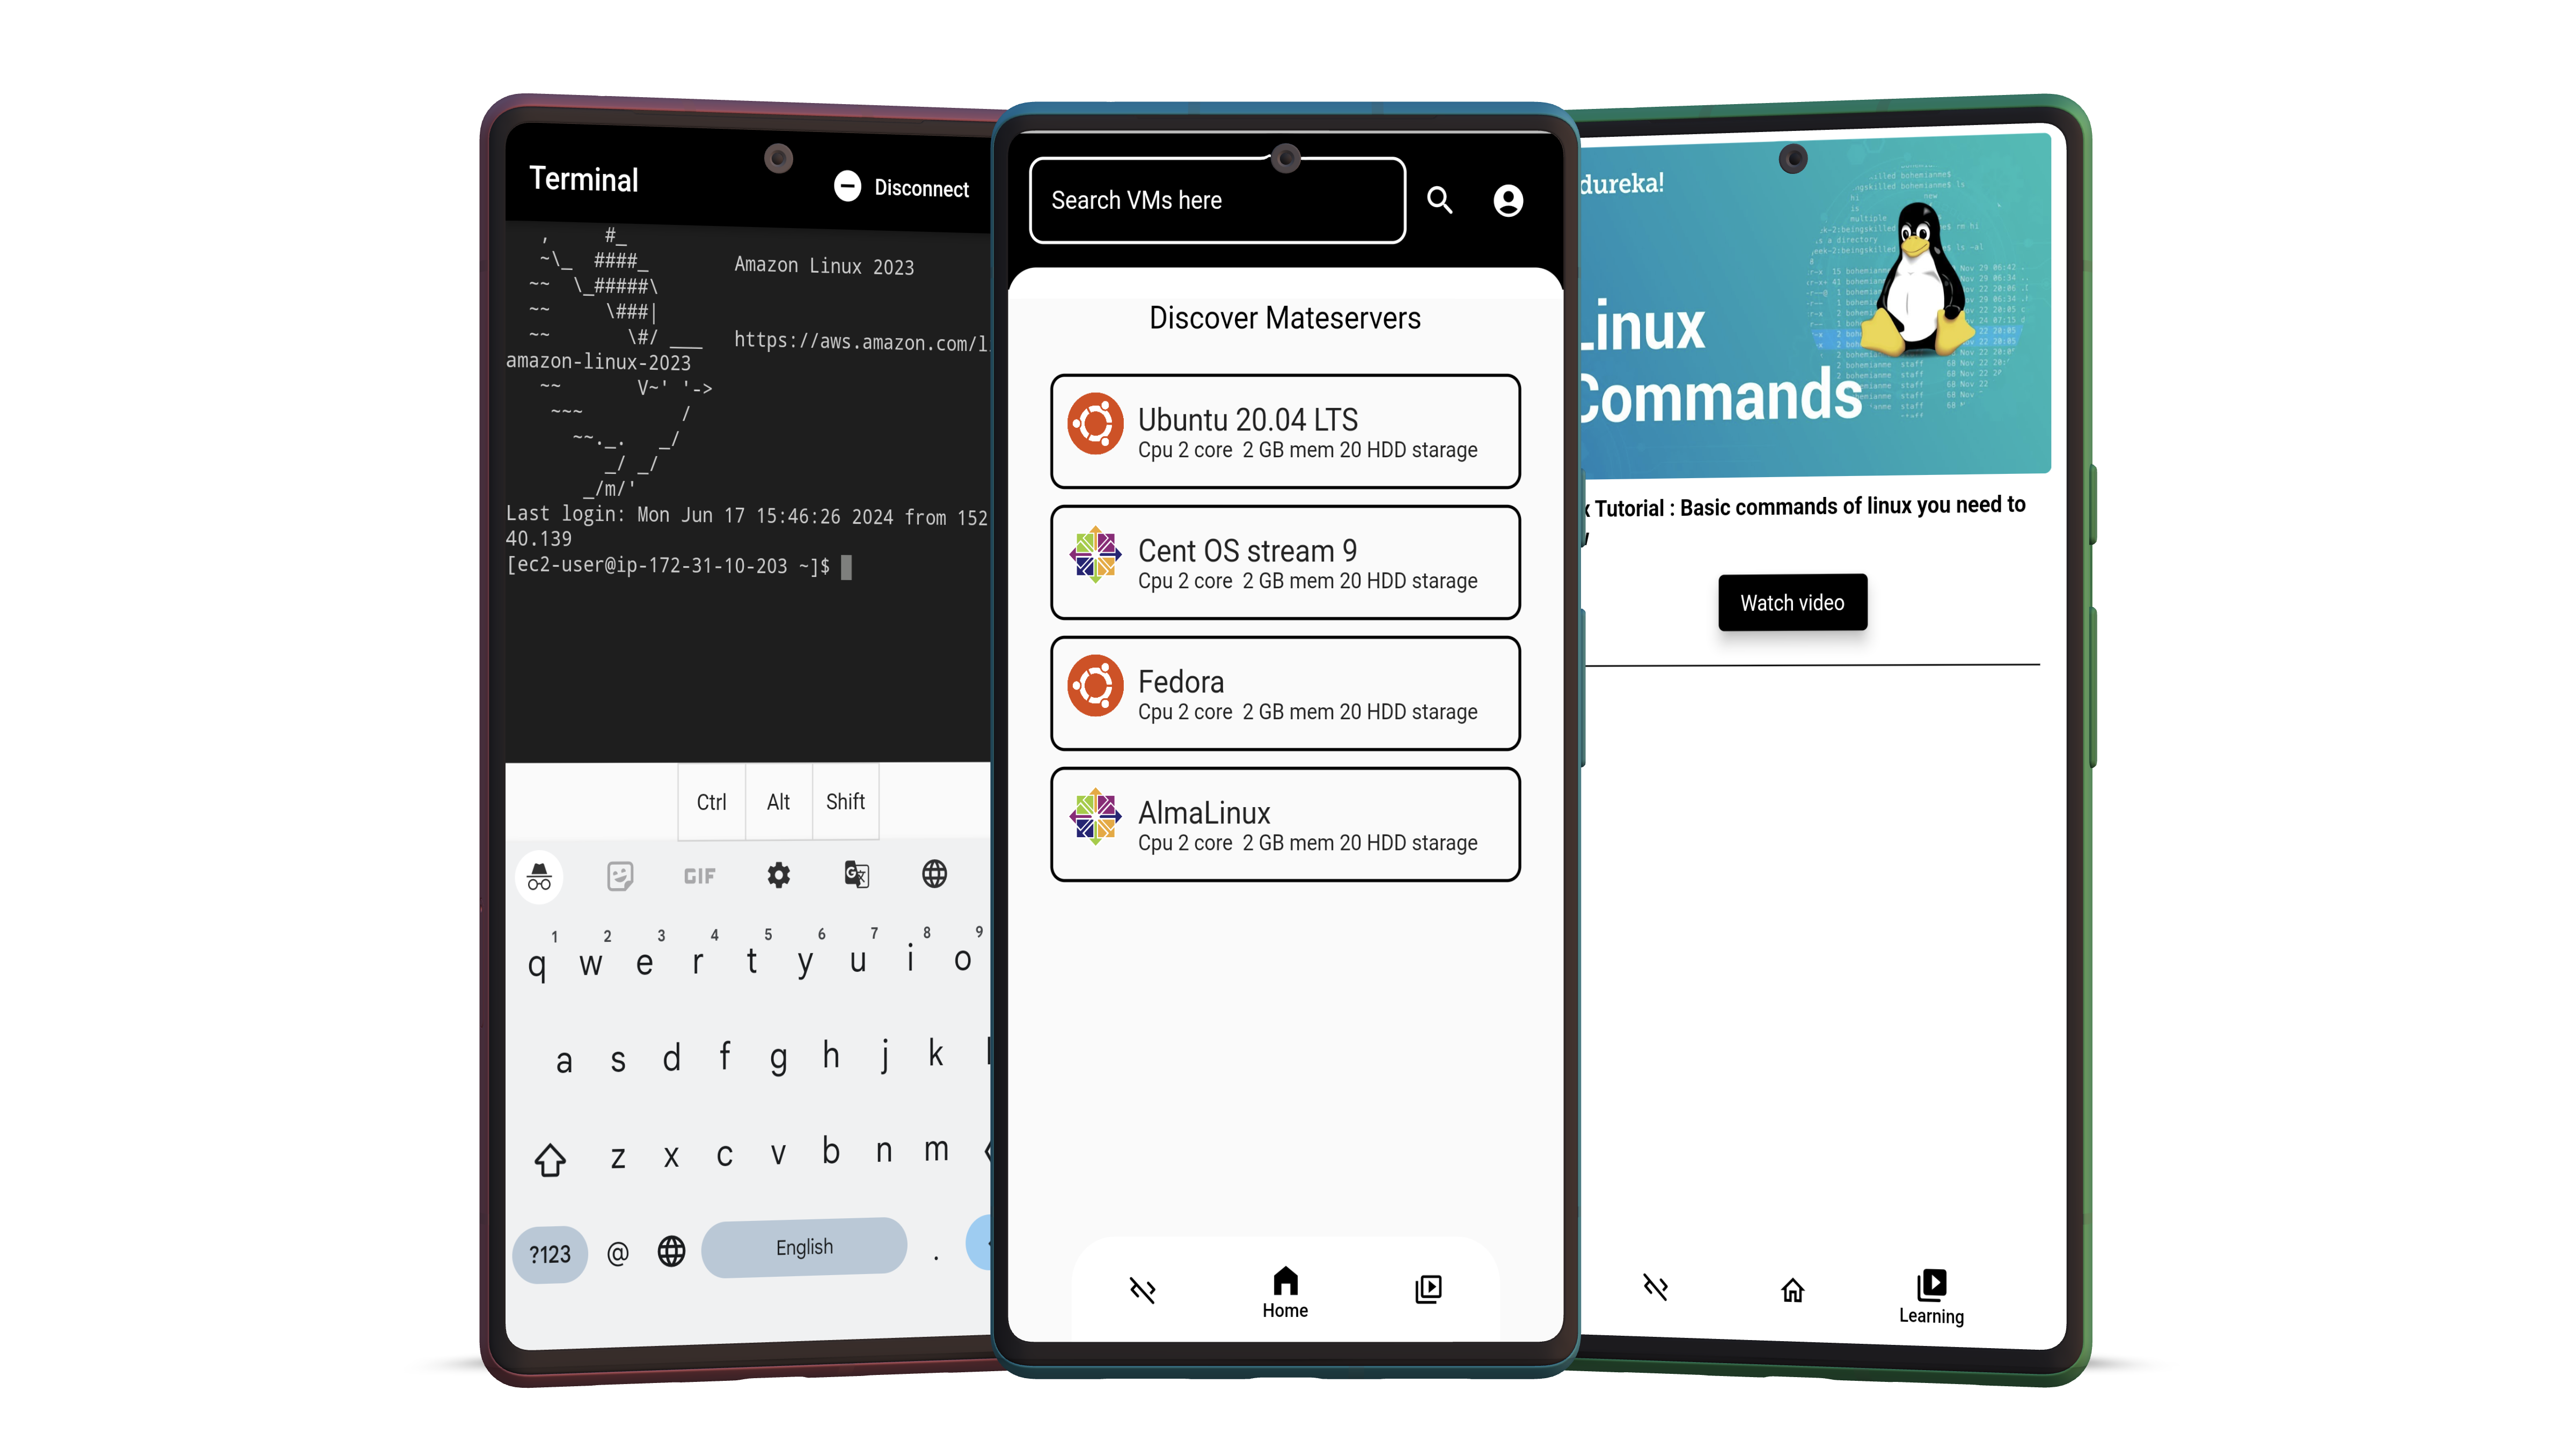 Terminal
Disconnect
, #_
~\_ ####_ Amazon Linux 2023
~~ \_#####\
~~ \###|
~~ \#/ ___ https://aws.amazon.com/l
amazon-linux-2023
~~ V~' '->
~~~ /
~~._. _/
_/ _/
_/m/'
Last login: Mon Jun 17 15:46:26 2024 from 152
40.139
[ec2-user@ip-172-31-10-203 ~]$
Ctrl Alt Shift
GIF
1 2 3 4 5 6 7 8 9
q w e r t y u i o
a s d f g h j k
z x c v b n m
?123 @ English .
Search VMs here
Discover Mateservers
Ubuntu 20.04 LTS
Cpu 2 core 2 GB mem 20 HDD starage
Cent OS stream 9
Cpu 2 core 2 GB mem 20 HDD starage
Fedora
Cpu 2 core 2 GB mem 20 HDD starage
AlmaLinux
Cpu 2 core 2 GB mem 20 HDD starage
Home
dureka!
Linux
Commands
x Tutorial : Basic commands of linux you need to
Watch video
Learning